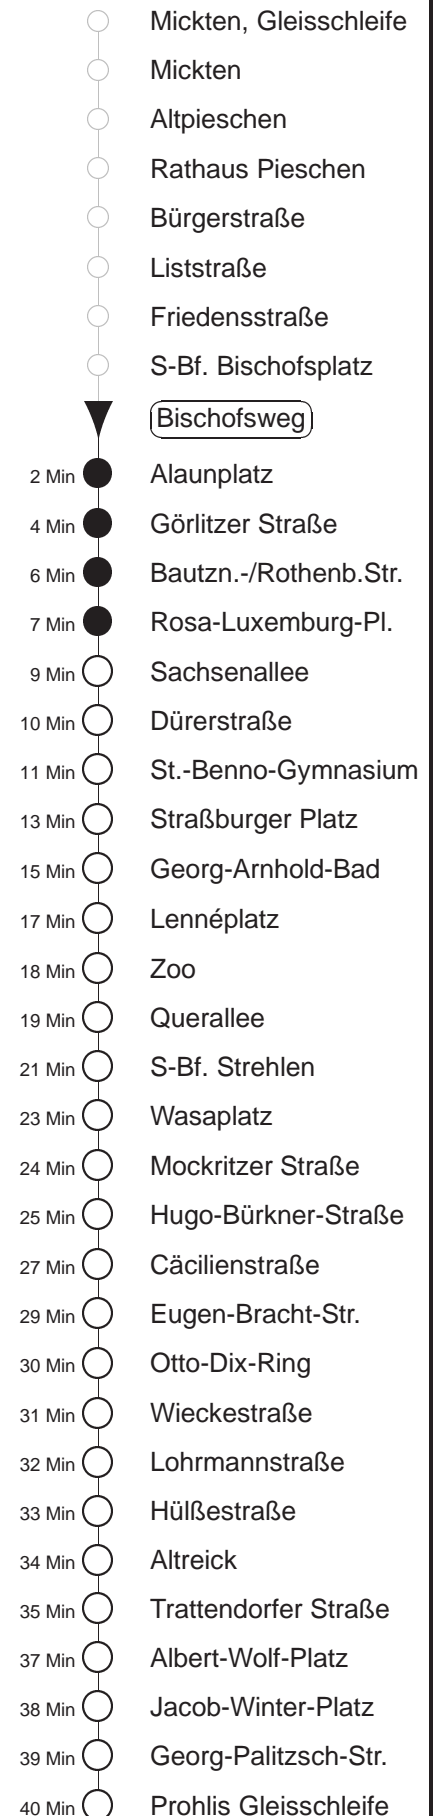 Mickten, Gleisschleife
Mickten
Altpieschen
Rathaus Pieschen
Bürgerstraße
Liststraße
Friedensstraße
S-Bf. Bischofsplatz
Bischofsweg
2 Min Alaunplatz
4 Min Görlitzer Straße
6 Min Bautzn.-/Rothenb.Str.
7 Min Rosa-Luxemburg-Pl.
9 Min Sachsenallee
10 Min Dürerstraße
11 Min St.-Benno-Gymnasium
13 Min Straßburger Platz
15 Min Georg-Arnhold-Bad
17 Min Lennéplatz
18 Min Zoo
19 Min Querallee
21 Min S-Bf. Strehlen
23 Min Wasaplatz
24 Min Mockritzer Straße
25 Min Hugo-Bürkner-Straße
27 Min Cäcilienstraße
29 Min Eugen-Bracht-Str.
30 Min Otto-Dix-Ring
31 Min Wieckestraße
32 Min Lohrmannstraße
33 Min Hülßestraße
34 Min Altreick
35 Min Trattendorfer Straße
37 Min Albert-Wolf-Platz
38 Min Jacob-Winter-Platz
39 Min Georg-Palitzsch-Str.
40 Min Prohlis Gleisschleife